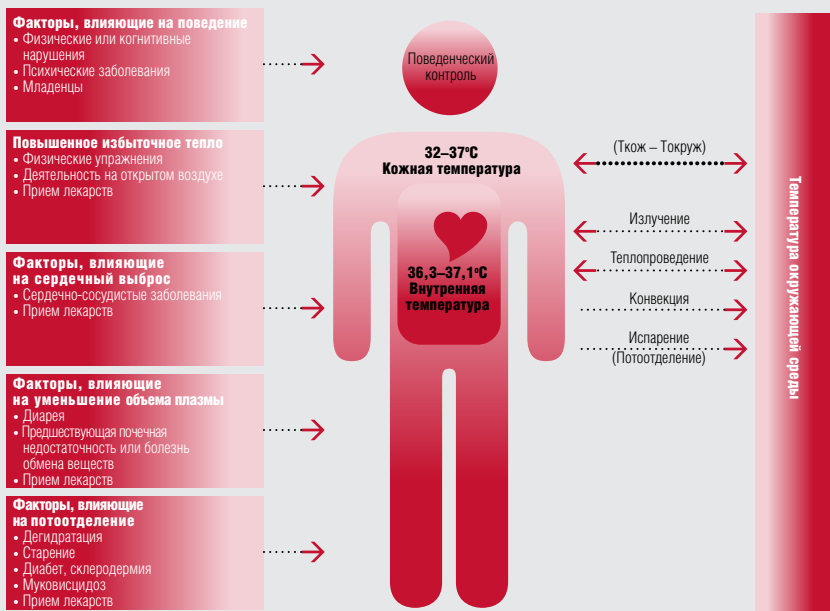 Факторы, влияющие на поведение
• Физические или когнитивные
нарушения
• Психические заболевания
• Младенцы
Повышенное избыточное тепло
• Физические упражнения
• Деятельность на открытом воздухе
• Прием лекарств
Факторы, влияющие
на сердечный выброс
• Сердечно-сосудистые заболевания
• Прием лекарств
Факторы, влияющие
на уменьшение объема плазмы
• Диарея
• Предшествующая почечная
недостаточность или болезнь
обмена веществ
• Прием лекарств
Факторы, влияющие
на потоотделение
• Дегидратация
• Старение
• Диабет, склеродермия
• Муковисцидоз
• Прием лекарств
Поведенческий
контроль
32–37°C
Кожная температура
36,3–37,1°C
Внутренняя
температура
(Ткож – Токруж)
Излучение
Теплопроведение
Конвекция
Испарение
(Потоотделение)
Температура окружающей среды